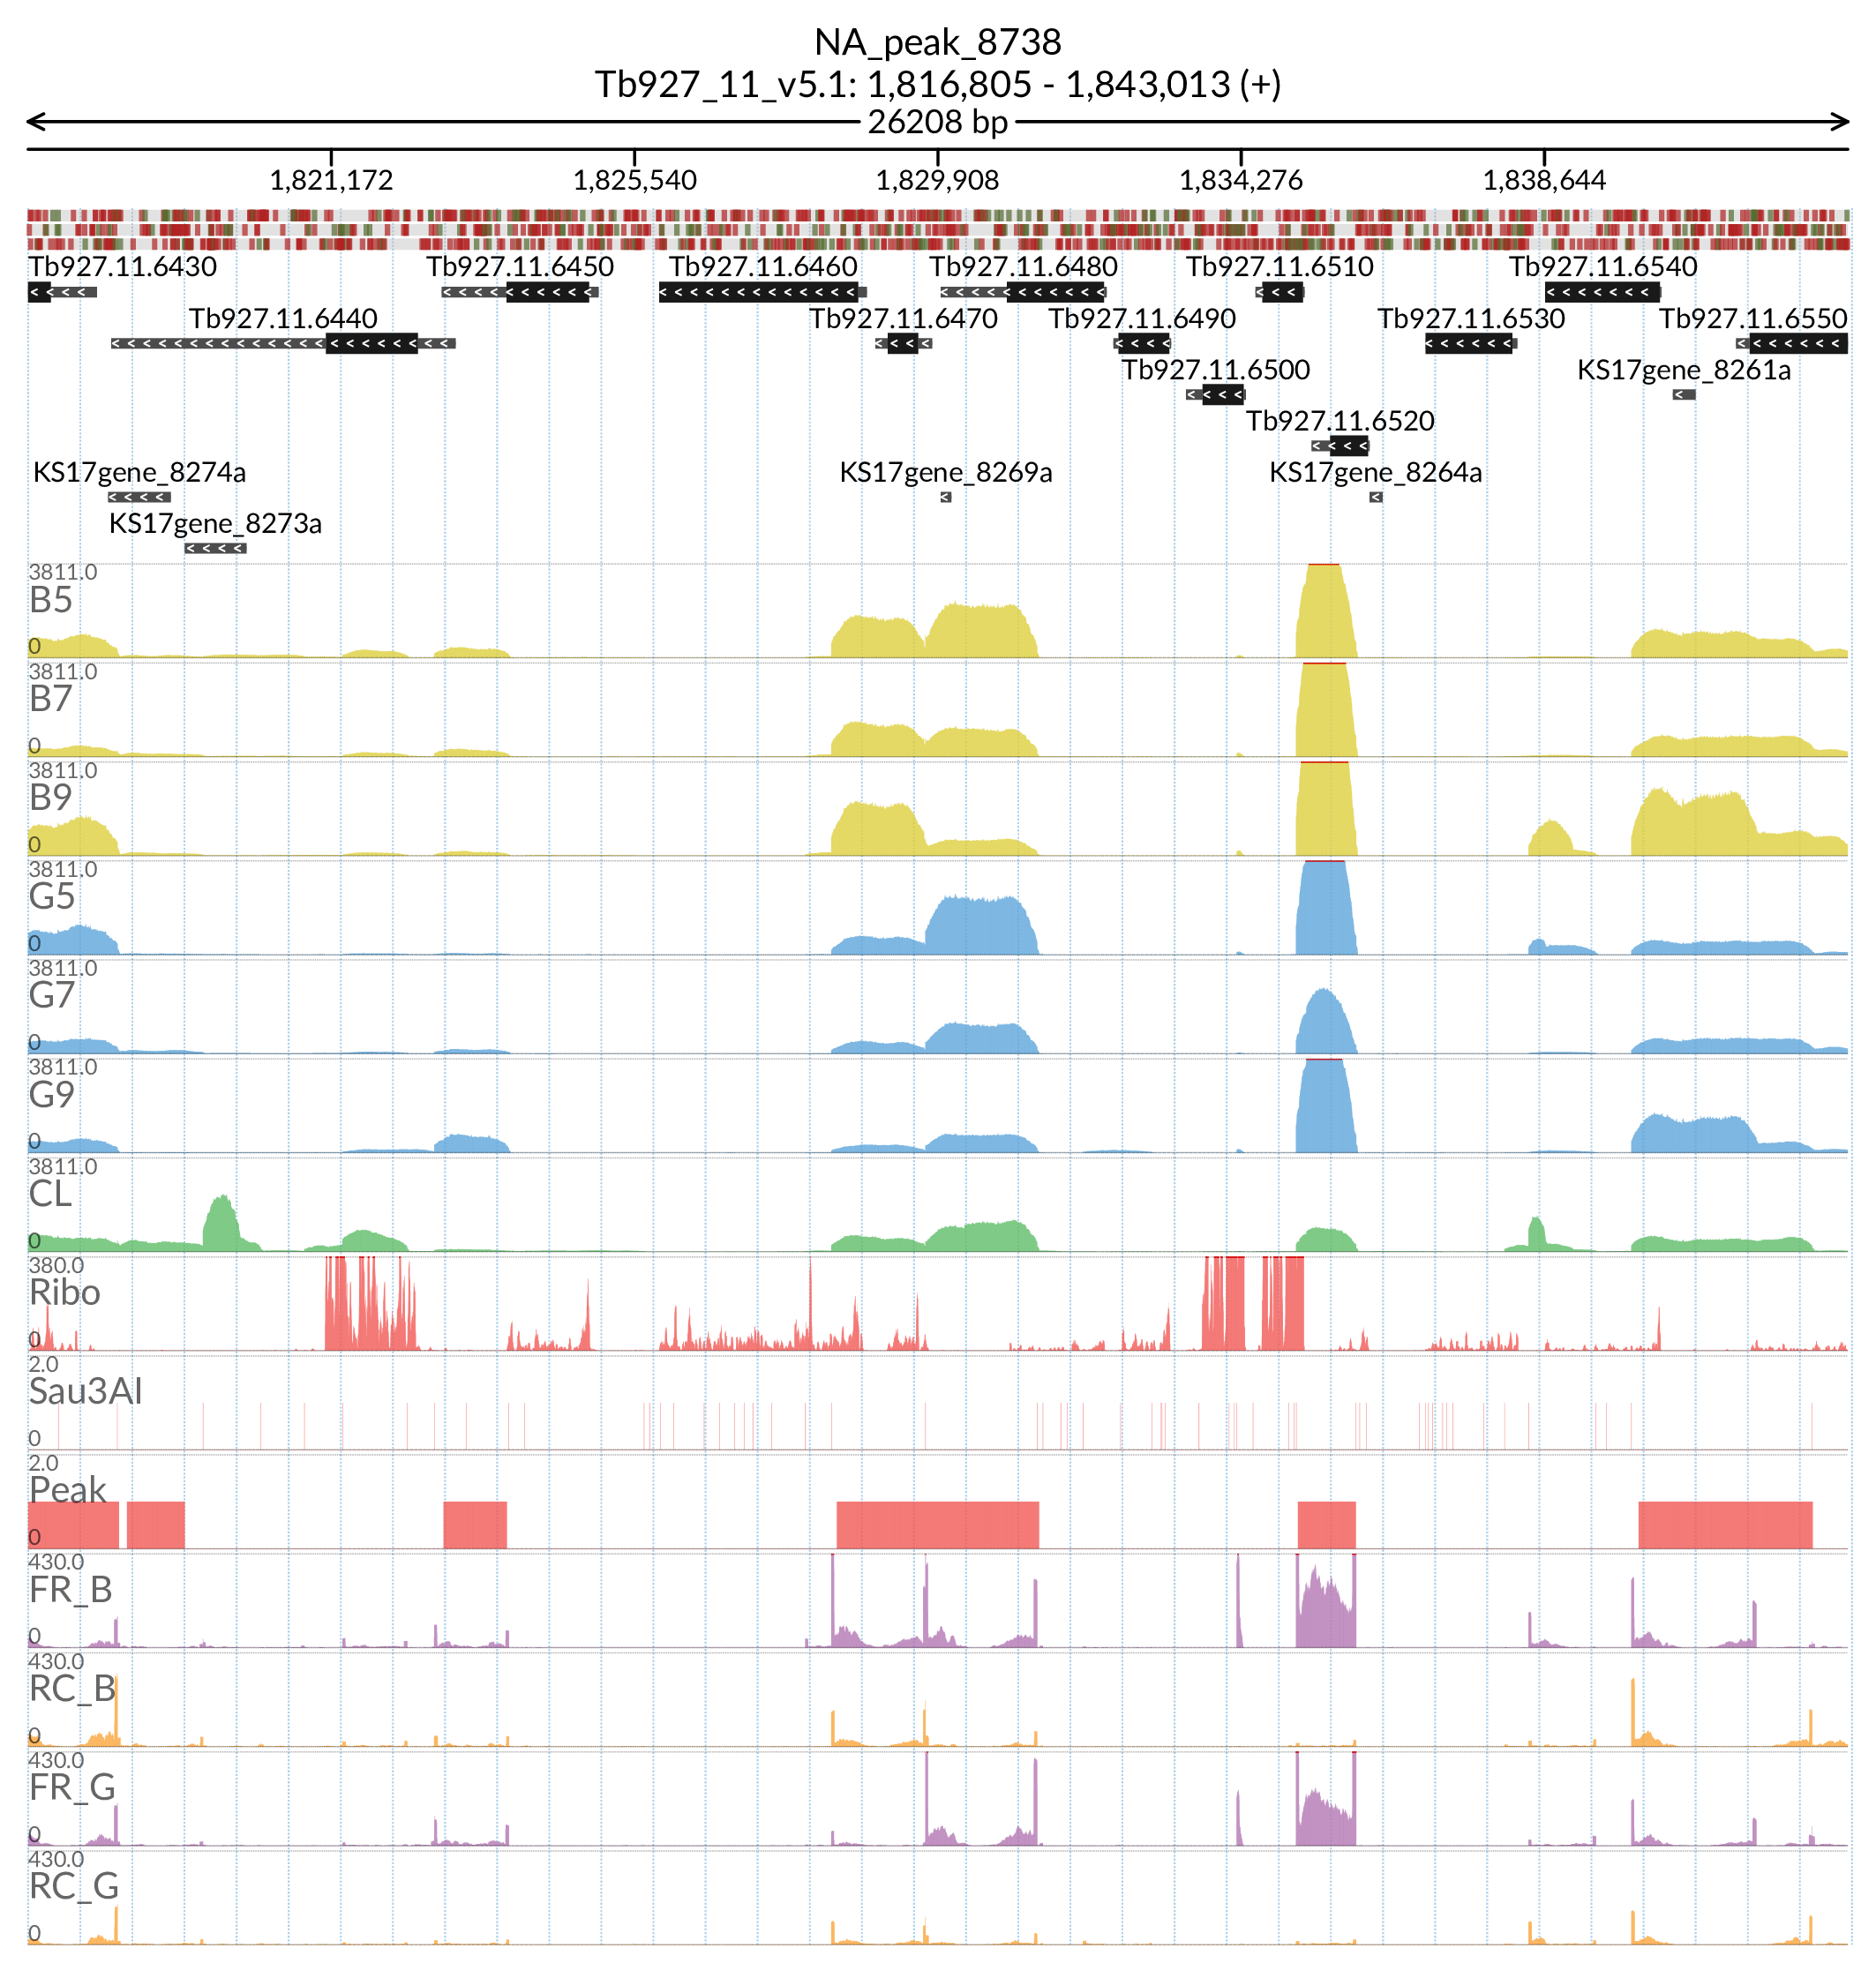 NA_peak_8738
Tb927_11_v5.1: 1,816,805 - 1,843,013 (+)
26208 bp
1,821,172 1,825,540 1,829,908 1,834,276 1,838,644
Tb927.11.6430 Tb927.11.6450 Tb927.11.6460 Tb927.11.6480 Tb927.11.6510 Tb927.11.6540
Tb927.11.6440 Tb927.11.6470 Tb927.11.6490 Tb927.11.6530 Tb927.11.6550
Tb927.11.6500 KS17gene_8261a
Tb927.11.6520
KS17gene_8274a KS17gene_8269a KS17gene_8264a
KS17gene_8273a
3811.0
B5
0
3811.0
B7
0
3811.0
B9
0
3811.0
G5
0
3811.0
G7
0
3811.0
G9
0
3811.0
CL
0
380.0
Ribo
0
2.0
Sau3AI
0
2.0
Peak
0
430.0
FR_B
0
430.0
RC_B
0
430.0
FR_G
0
430.0
RC_G
0